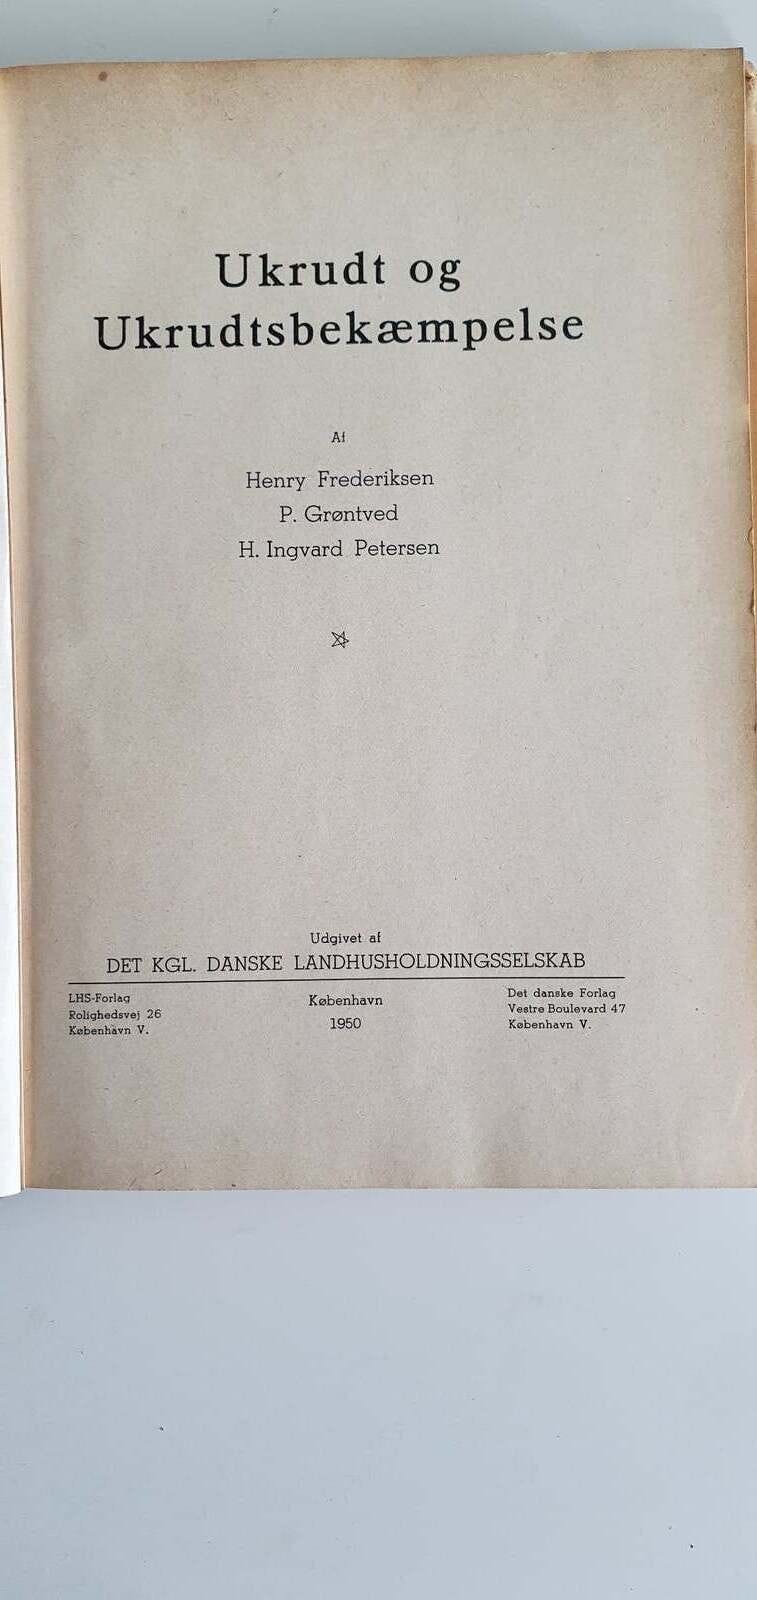 Ukrudt og
Ukrudtsbekæmpelse
Af
Henry Frederiksen
P. Grøntved
H. Ingvard Petersen
Udgivet af
DET KGL. DANSKE LANDHUSHOLDNINGSSELSKAB
LHS-Forlag
Rolighedsvej 26
København V.
København
1950
Det danske Forlag
Vestre Boulevard 47
København V.